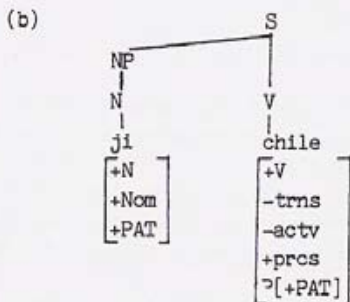 (b)
S
NP
N V
ji chile
+N +V
+Nom -trns
+PAT -actv
+prcs
?[+PAT]